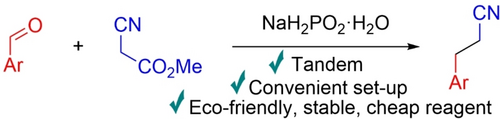 O
Ar
+
CN
CO₂Me
NaH₂PO₂·H₂O
✓ Tandem
✓ Convenient set-up
✓ Eco-friendly, stable, cheap reagent
CN
Ar